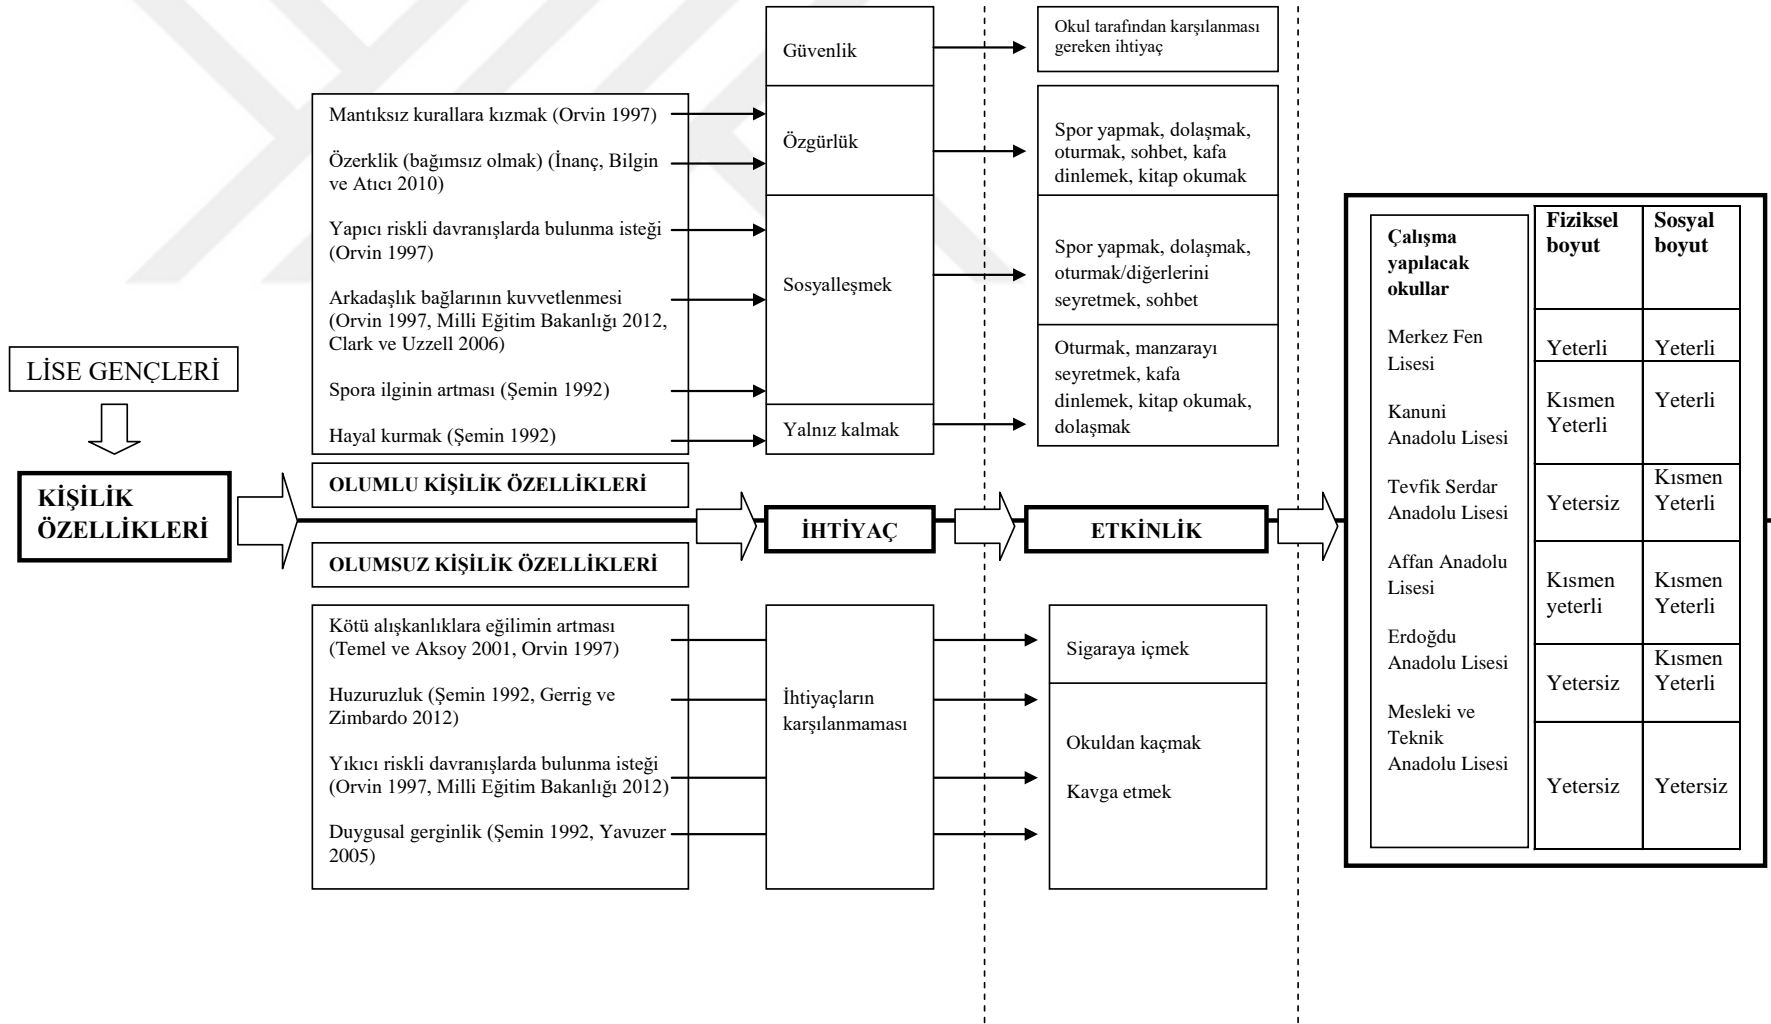 LİSE GENÇLERİ
KİŞİLİK
ÖZELLİKLERİ
Mantıksız kurallara kızmak (Orvin 1997)
Özerklik (bağımsız olmak) (İnanç, Bilgin
ve Atıcı 2010)
Yapıcı riskli davranışlarda bulunma isteği
(Orvin 1997)
Arkadaşlık bağlarının kuvvetlenmesi
(Orvin 1997, Milli Eğitim Bakanlığı 2012,
Clark ve Uzzell 2006)
Spora ilginin artması (Şemin 1992)
Hayal kurmak (Şemin 1992)
OLUMLU KİŞİLİK ÖZELLİKLERİ
OLUMSUZ KİŞİLİK ÖZELLİKLERİ
Kötü alışkanlıklara eğilimin artması
(Temel ve Aksoy 2001, Orvin 1997)
Huzuruzluk (Şemin 1992, Gerrig ve
Zimbardo 2012)
Yıkıcı riskli davranışlarda bulunma isteği
(Orvin 1997, Milli Eğitim Bakanlığı 2012)
Duygusal gerginlik (Şemin 1992, Yavuzer
2005)
Güvenlik
Özgürlük
Sosyalleşmek
Yalnız kalmak
İHTİYAÇ
İhtiyaçların
karşılanmaması
Okul tarafından karşılanması
gereken ihtiyaç
Spor yapmak, dolaşmak,
oturmak, sohbet, kafa
dinlemek, kitap okumak
Spor yapmak, dolaşmak,
oturmak/diğerlerini
seyretmek, sohbet
Oturmak, manzarayı
seyretmek, kafa
dinlemek, kitap okumak,
dolaşmak
ETKİNLİK
Sigaraya içmek
Okuldan kaçmak
Kavga etmek
Çalışma
yapılacak
okullar
Merkez Fen
Lisesi
Kanuni
Anadolu Lisesi
Tevfik Serdar
Anadolu Lisesi
Affan Anadolu
Lisesi
Erdoğdu
Anadolu Lisesi
Mesleki ve
Teknik
Anadolu Lisesi
Fiziksel
boyut
Sosyal
boyut
Yeterli
Yeterli
Kısmen
Yeterli
Yeterli
Yetersiz
Kısmen
Yeterli
Kısmen
yeterli
Kısmen
Yeterli
Yetersiz
Kısmen
Yeterli
Yetersiz
Yetersiz